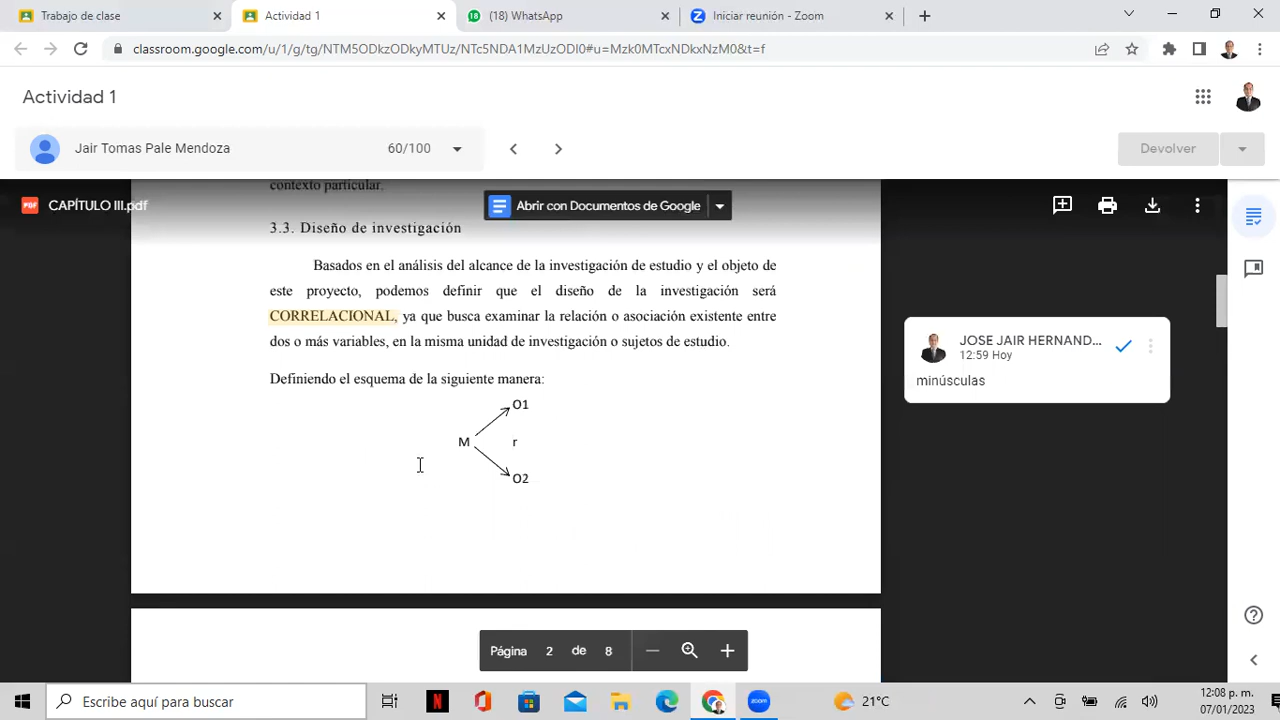 Trabajo de clase
Actividad 1
(18) WhatsApp
Iniciar reunión - Zoom
classroom.google.com/u/1/g/tg/NTM5ODkzODkyMTUz/NTc5NDA1MzUzODI0#u=Mzk0MTcxNDkxNzM0&t=f
Actividad 1
Jair Tomas Pale Mendoza
60/100
Devolver
contexto particular.
PDF
CAPÍTULO III.pdf
Abrir con Documentos de Google
3.3. Diseño de investigación
Basados en el análisis del alcance de la investigación de estudio y el objeto de
este proyecto, podemos definir que el diseño de la investigación será
CORRELACIONAL, ya que busca examinar la relación o asociación existente entre
dos o más variables, en la misma unidad de investigación o sujetos de estudio.
Definiendo el esquema de la siguiente manera:
O1
M
r
O2
JOSE JAIR HERNAND...
12:59 Hoy
minúsculas
Página 2 de 8
Escribe aquí para buscar
21°C
12:08 p. m.
07/01/2023